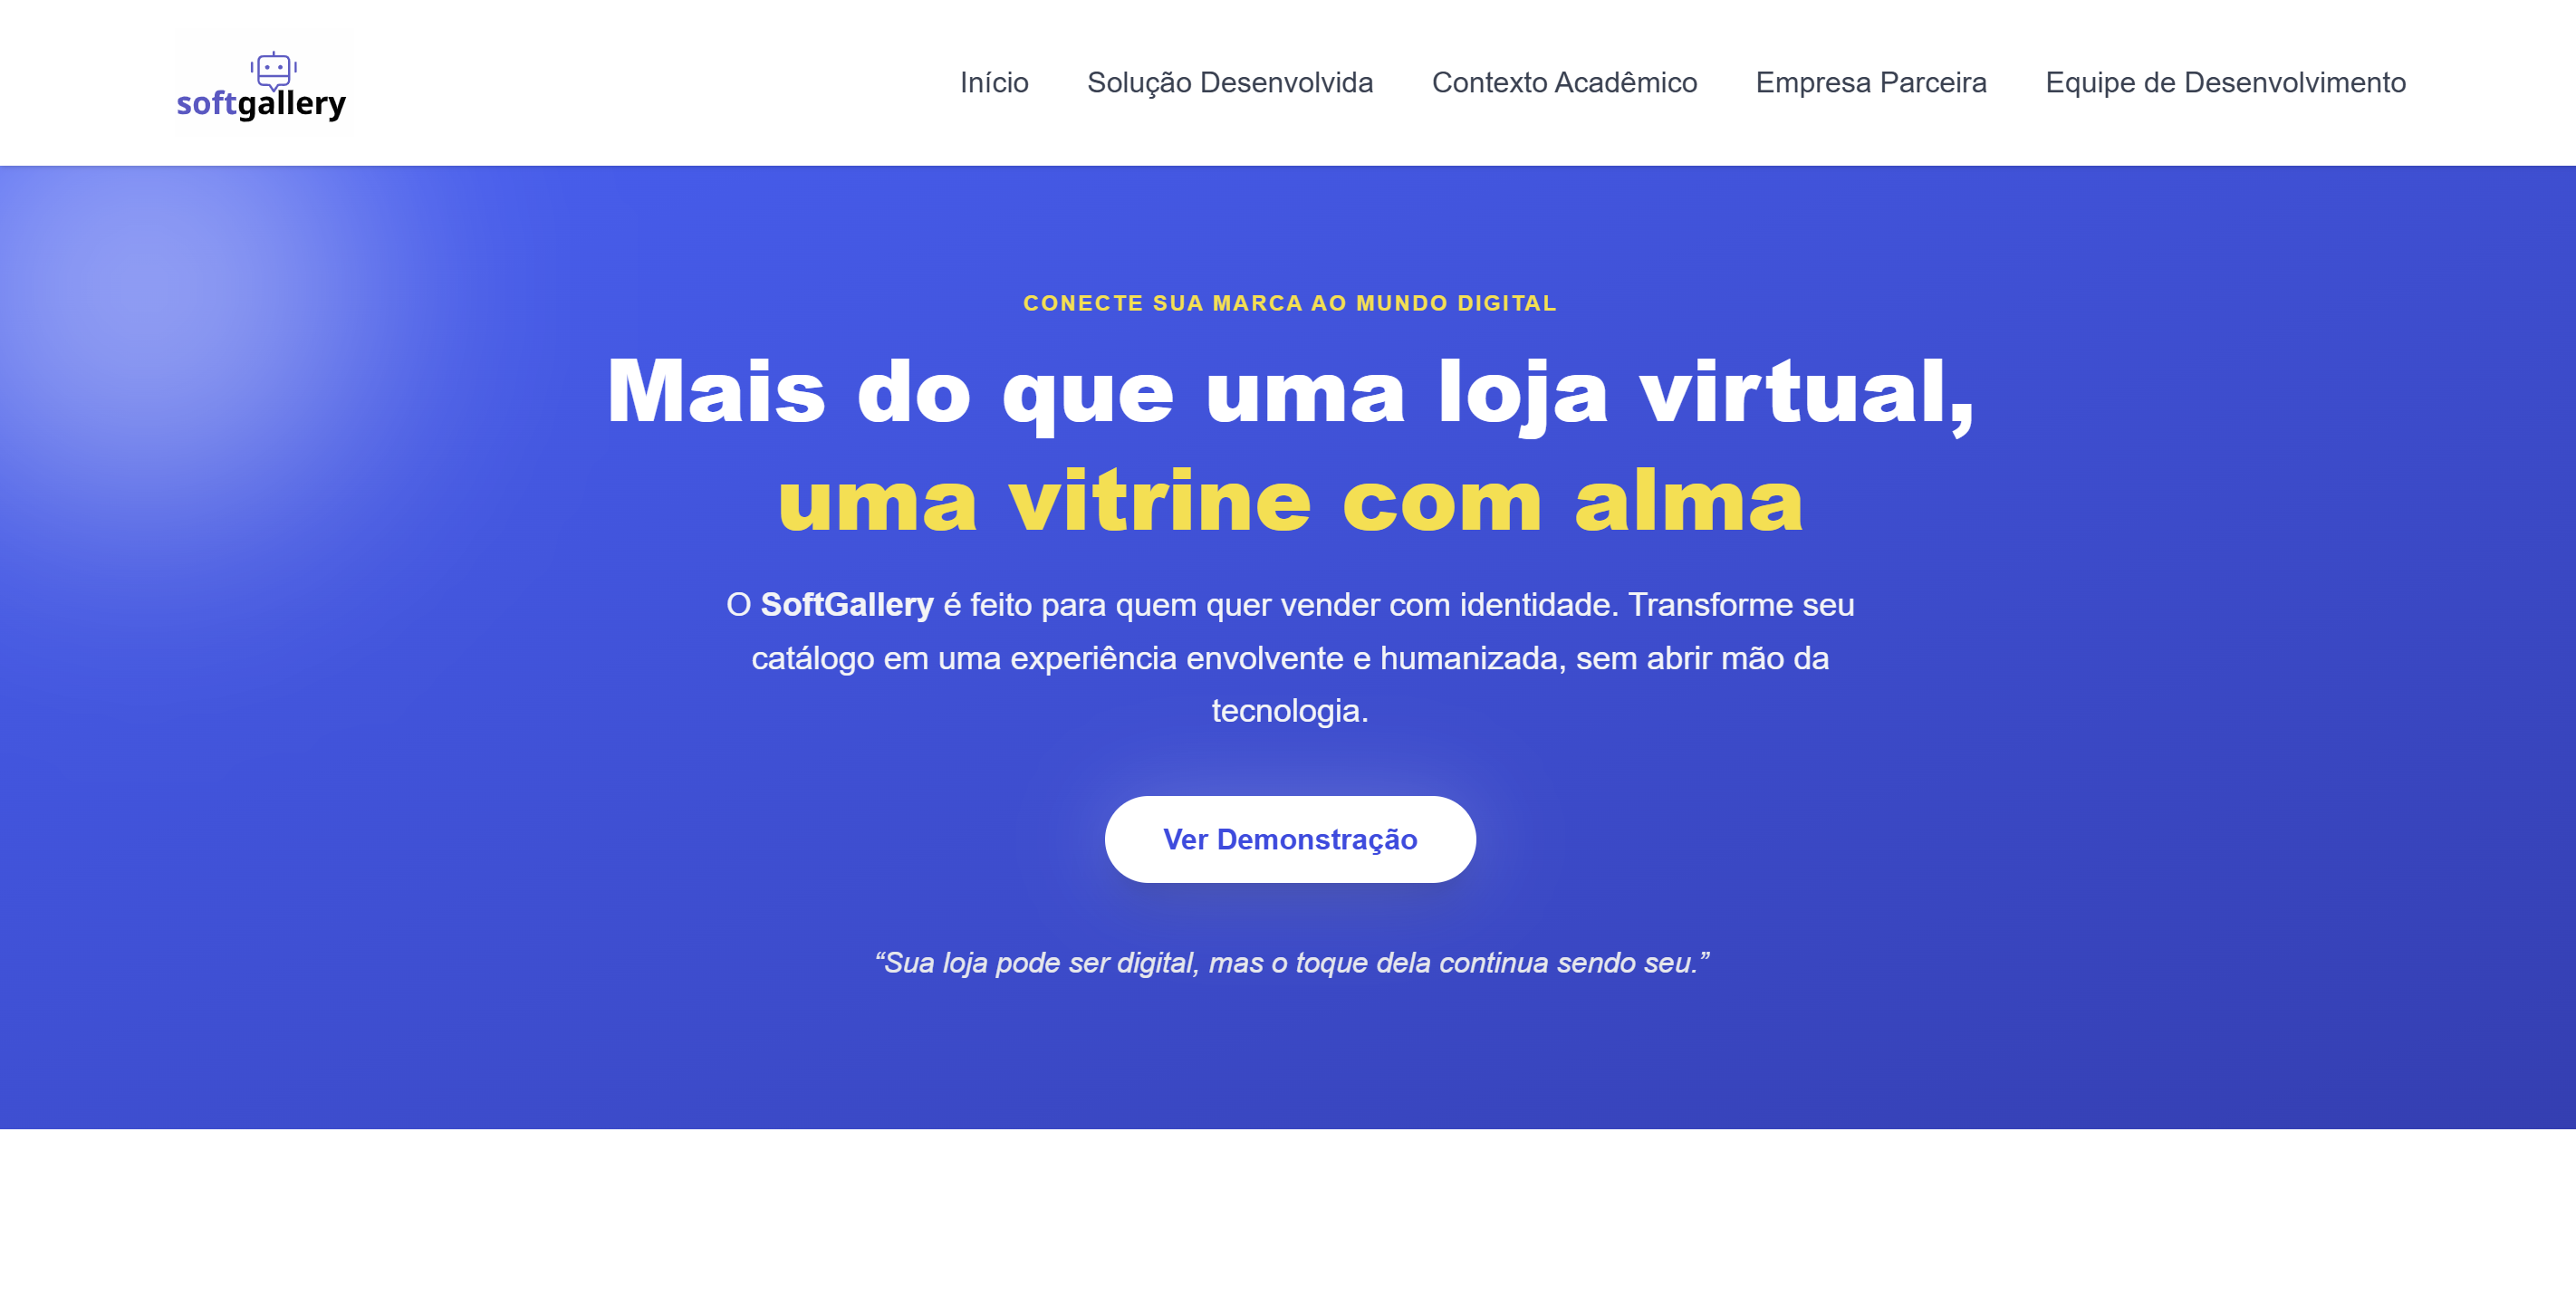 softgallery
Início
Solução Desenvolvida
Contexto Acadêmico
Empresa Parceira
Equipe de Desenvolvimento
CONECTE SUA MARCA AO MUNDO DIGITAL
Mais do que uma loja virtual,
uma vitrine com alma
O SoftGallery é feito para quem quer vender com identidade. Transforme seu
catálogo em uma experiência envolvente e humanizada, sem abrir mão da
tecnologia.
Ver Demonstração
“Sua loja pode ser digital, mas o toque dela continua sendo seu.”